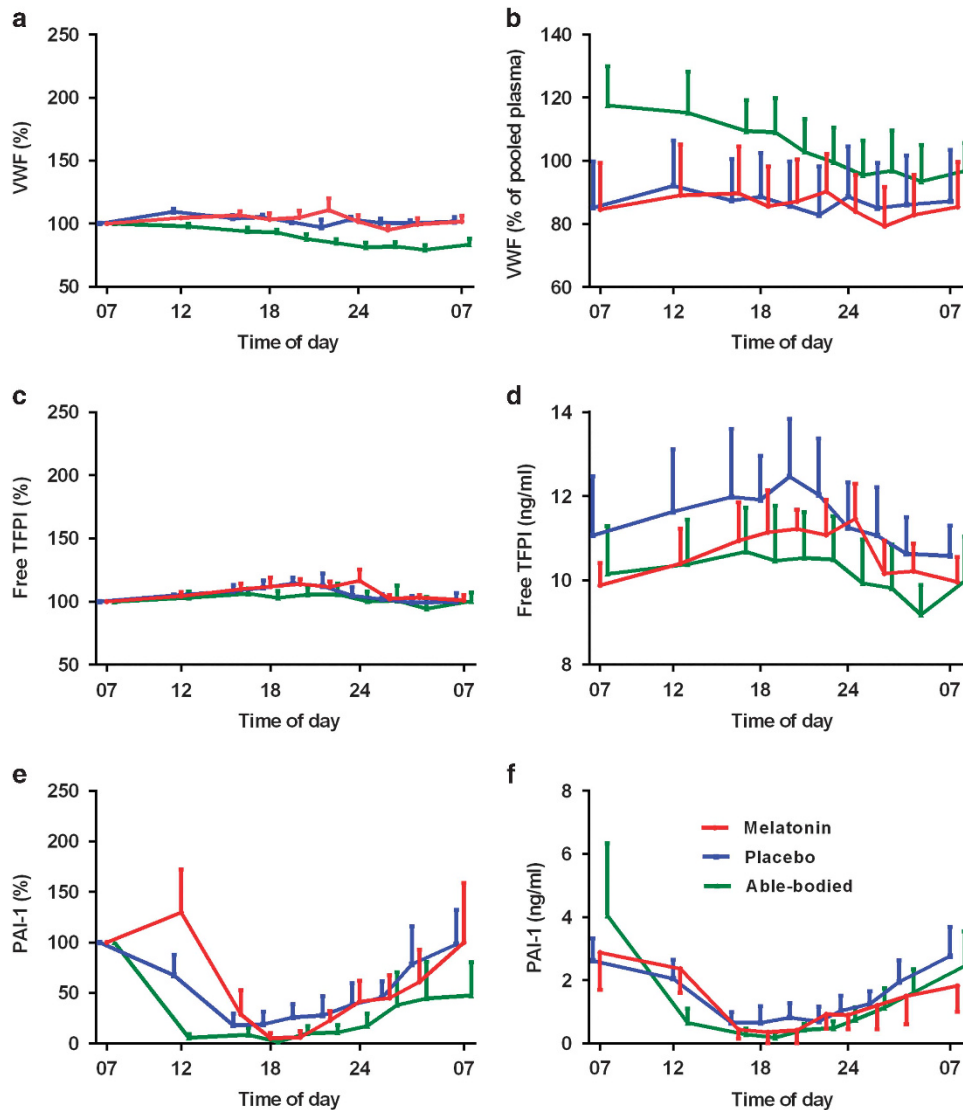 a
VWF (%)
250
200
150
100
50
07 12 18 24 07
Time of day
b
VWF (% of pooled plasma)
140
120
100
80
60
07 12 18 24 07
Time of day
c
Free TFPI (%)
250
200
150
100
50
07 12 18 24 07
Time of day
d
Free TFPI (ng/ml)
14
12
10
8
07 12 18 24 07
Time of day
e
PAI-1 (%)
250
200
150
100
50
0
07 12 18 24 07
Time of day
f
PAI-1 (ng/ml)
8
6
4
2
0
07 12 18 24 07
Time of day
Melatonin
Placebo
Able-bodied